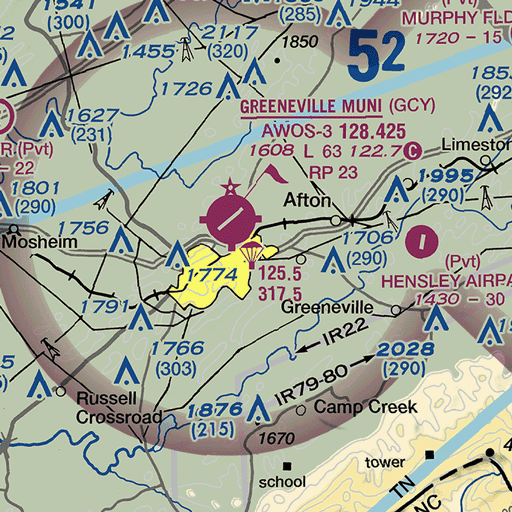 1541
(300)
(285)
1944
(Pvt)
MURPHY FLD
1720 - 15
2117
(320)
1455
1850
52
1726
1627
(231)
GREENEVILLE MUNI (GCY)
AWOS-3 128.425
1608 L 63 122.7 C
RP 23
(292)
Limestone
R. (Pvt)
- 22
1801
(290)
Afton
1995
(290)
1756
Mosheim
1706
(290)
1774
125.5
317.5
(Pvt)
HENSLEY AIRPA
1430 - 30
Greeneville
1791
1766
(303)
IR22
2028
(290)
IR79-80
Russell
Crossroad
1876
(215)
Camp Creek
1670
tower
school
TN
NC